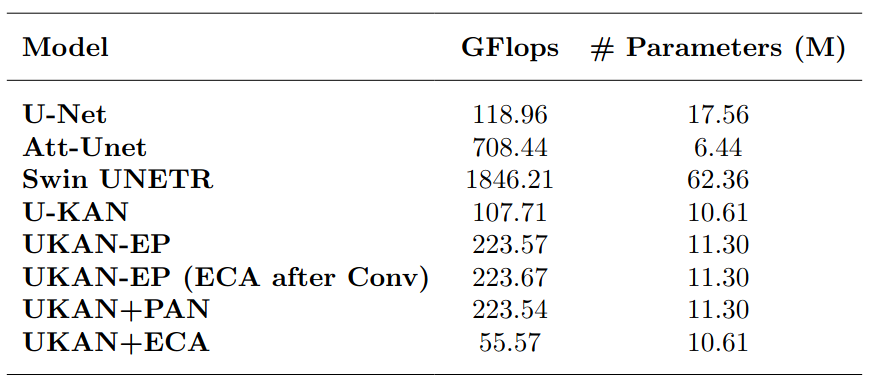 Model GFlops # Parameters (M)
U-Net 118.96 17.56
Att-Unet 708.44 6.44
Swin UNETR 1846.21 62.36
U-KAN 107.71 10.61
UKAN-EP 223.57 11.30
UKAN-EP (ECA after Conv) 223.67 11.30
UKAN+PAN 223.54 11.30
UKAN+ECA 55.57 10.61